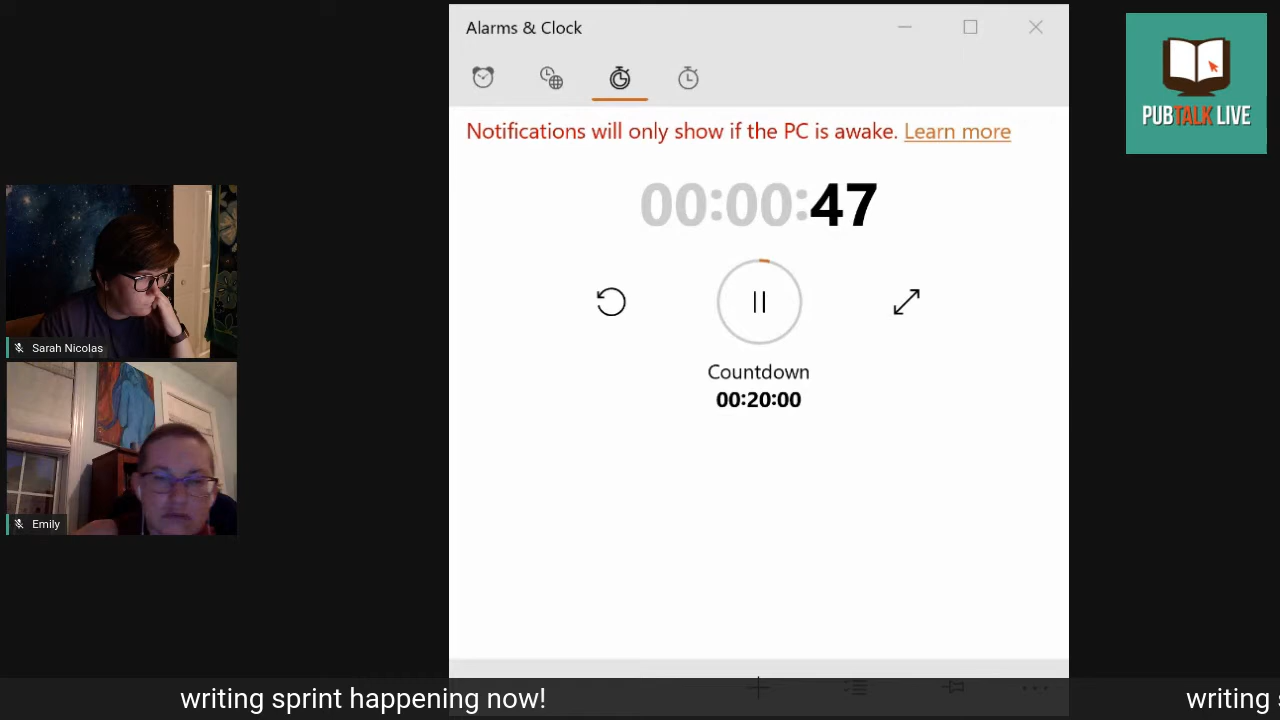 Alarms & Clock
PUBTALK LIVE
Notifications will only show if the PC is awake. Learn more
00:00:47
Sarah Nicolas
Countdown
00:20:00
Emily
writing sprint happening now!
writing